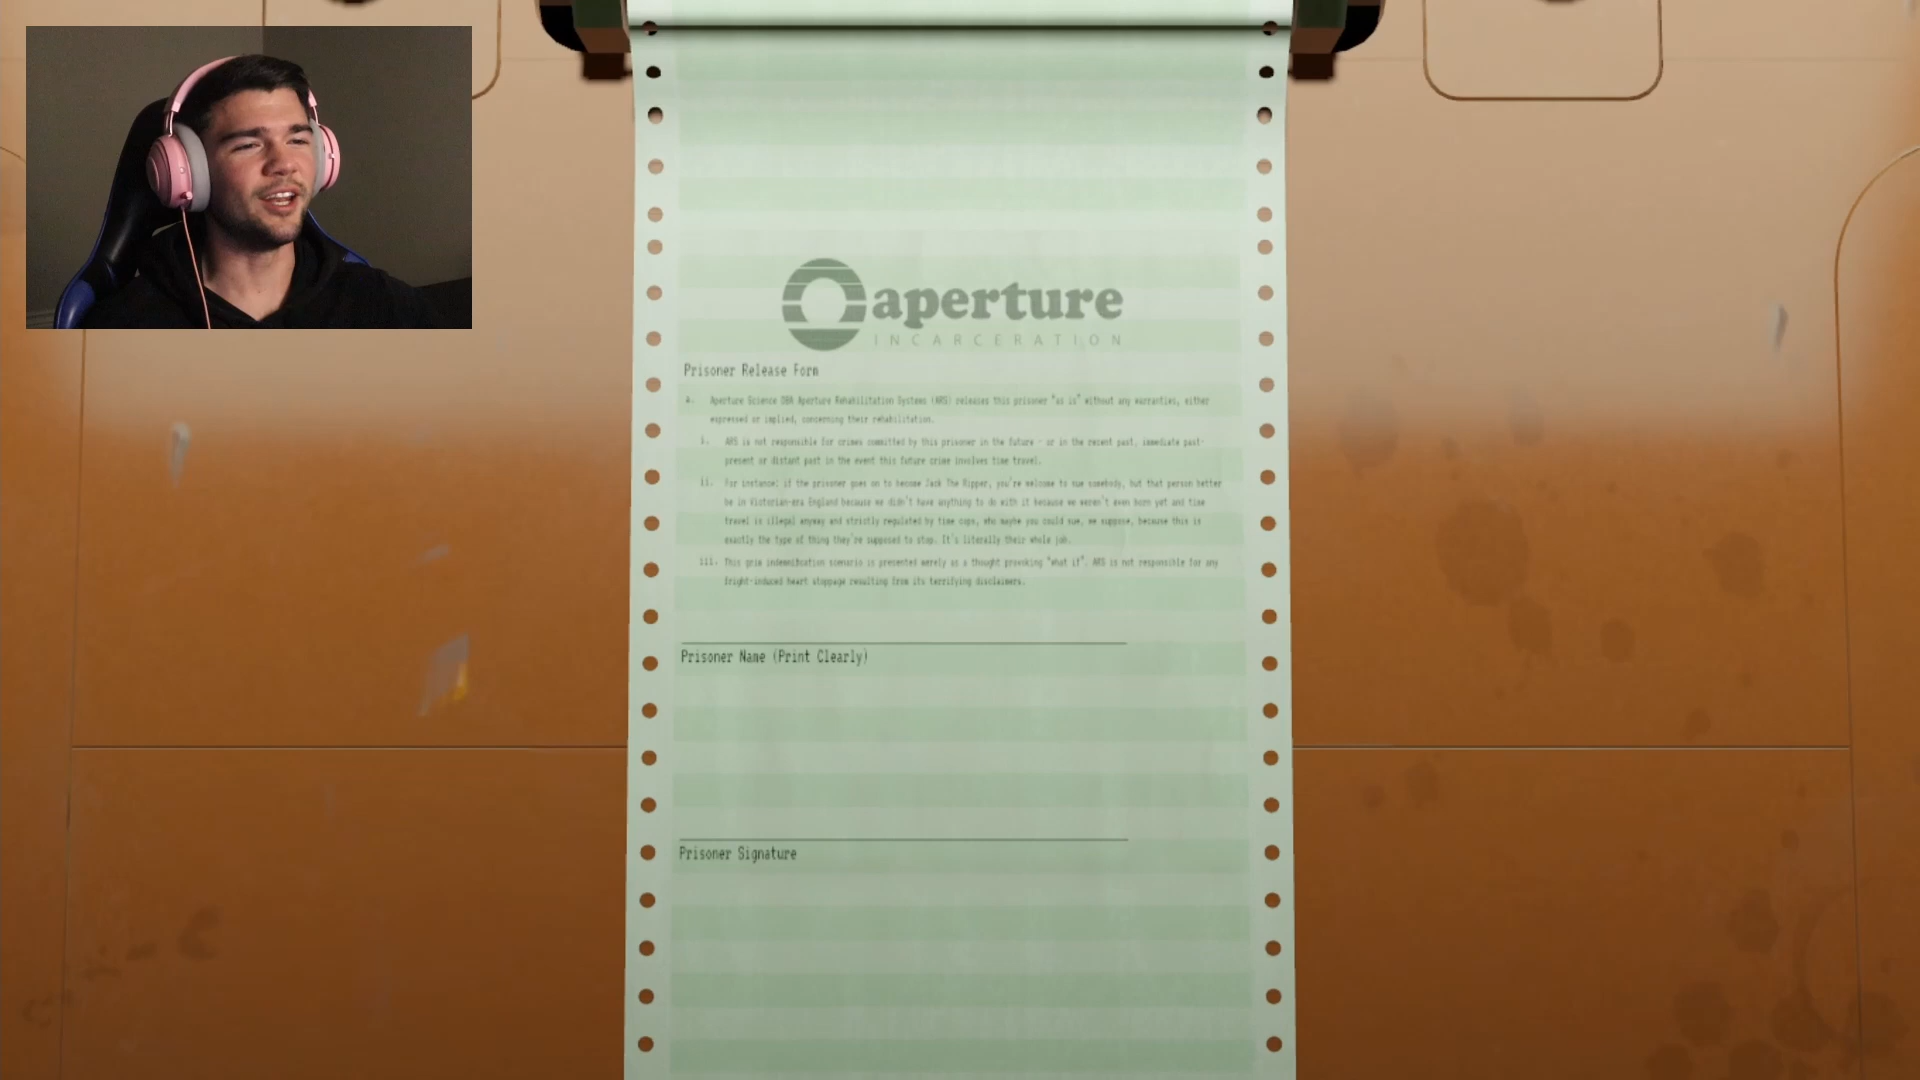 aperture
INCARCERATION
Prisoner Release Form
A. Aperture Science DBA Aperture Rehabilitation Systems (ARS) releases this prisoner "as is" without any warranties, either
expressed or implied, concerning their rehabilitation.
i. ARS is not responsible for crimes committed by this prisoner in the future - or in the recent past, immediate past-
present or distant past in the event this future crime involves time travel.
ii. For instance: if the prisoner goes on to become Jack The Ripper, you're welcome to sue somebody, but that person better
be in Victorian-era England because we didn't have anything to do with it because we weren't even born yet and time
travel is illegal anyway and strictly regulated by time cops, who maybe you could sue, we suppose, because this is
exactly the type of thing they're supposed to stop. It's literally their whole job.
iii. This grim indemnification scenario is presented merely as a thought provoking "what if". ARS is not responsible for any
fright-induced heart stoppage resulting from its terrifying disclaimers.
Prisoner Name (Print Clearly)
Prisoner Signature